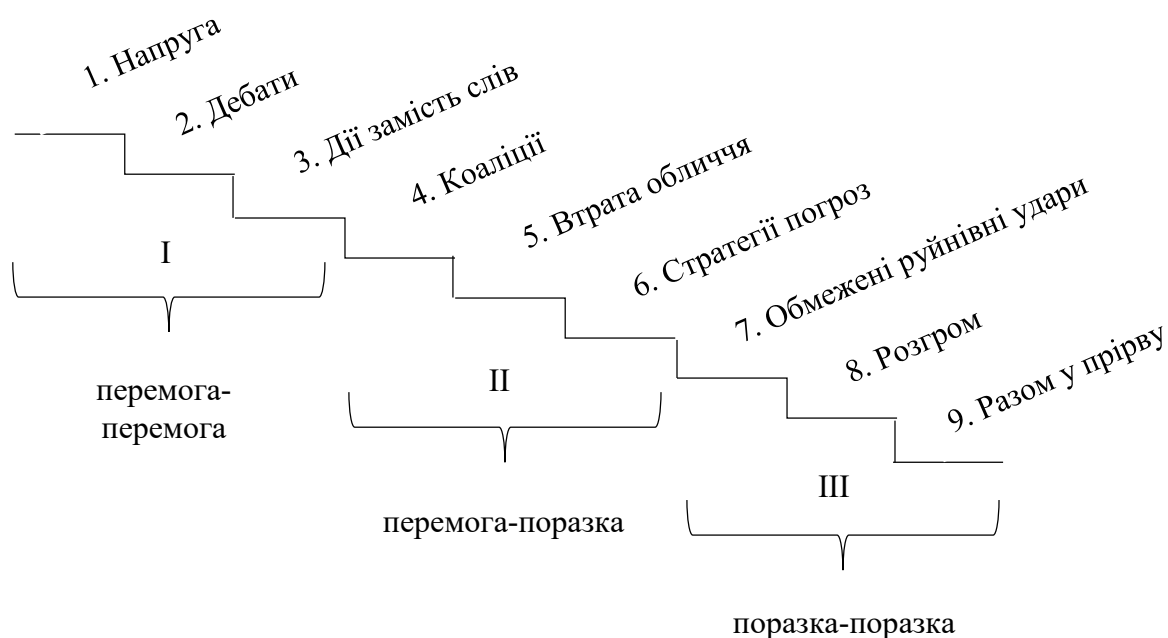 1. Напруга
2. Дебати
3. Дії замість слів
4. Коаліції
5. Втрата обличчя
6. Стратегії погроз
7. Обмежені руйнівні удари
8. Розгром
9. Разом у прірву
I
перемога-
перемога
II
перемога-поразка
III
поразка-поразка